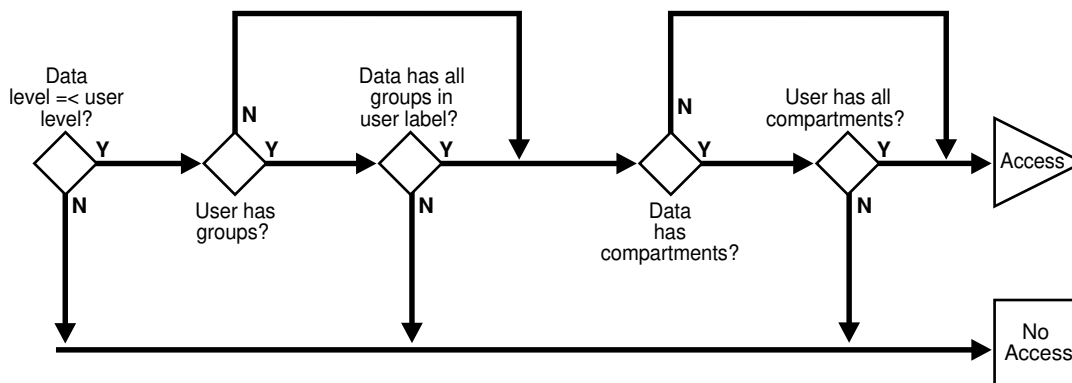 Data
level =< user
level?
Y
N
N
Y
User has
groups?
Data has all
groups in
user label?
Y
N
N
Y
Data
has
compartments?
User has all
compartments?
Y
N
Access
No
Access